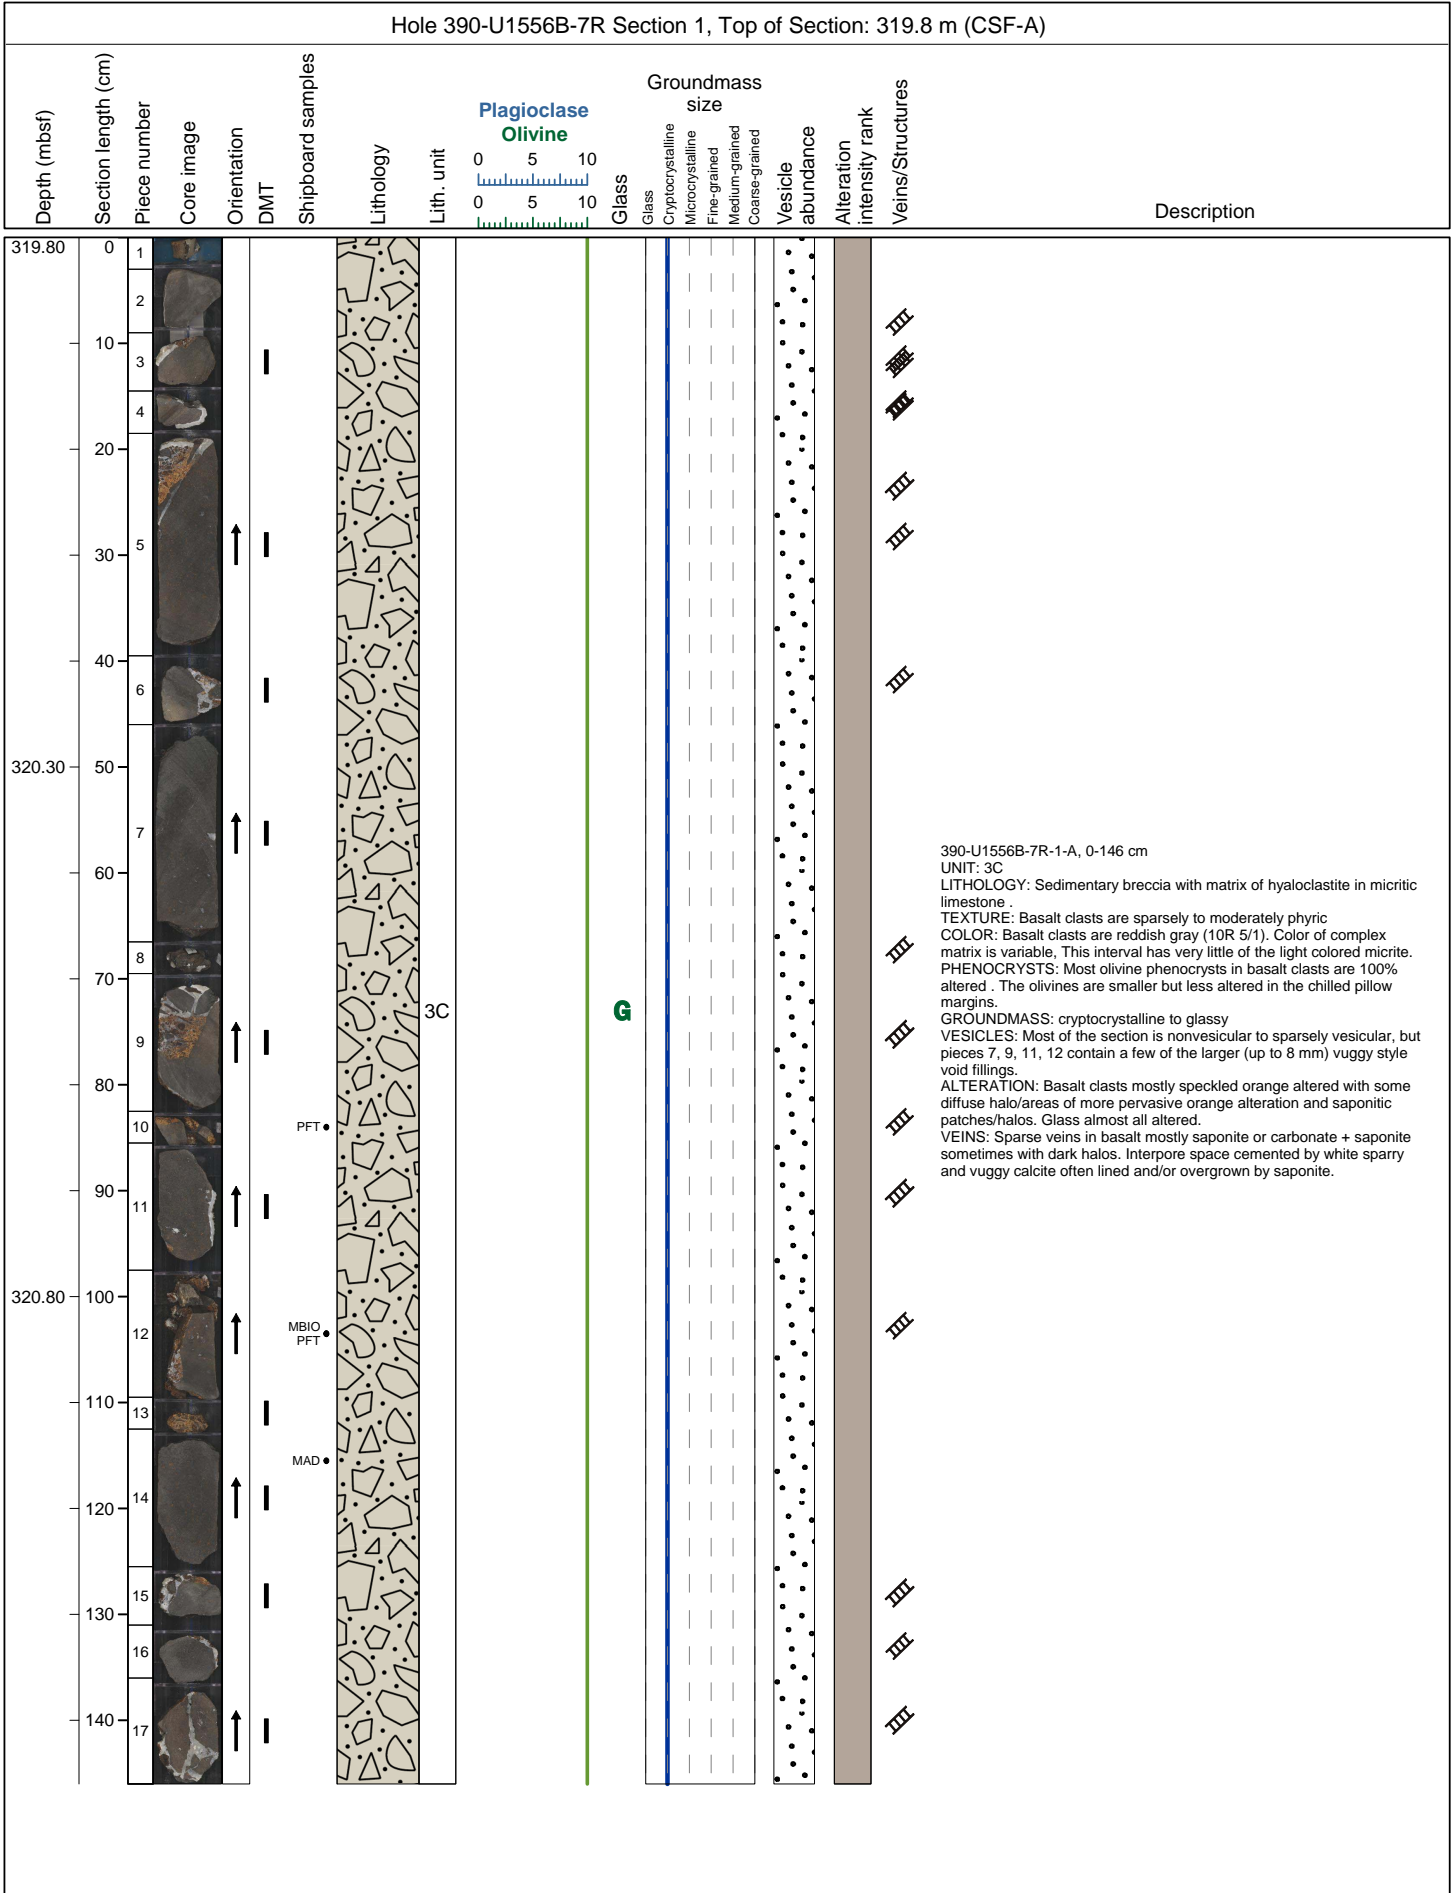 Hole 390-U1556B-7R Section 1, Top of Section: 319.8 m (CSF-A)
Depth (mbsf)
Section length (cm)
Piece number
Core image
Orientation
DMT
Shipboard samples
Lithology
Lith. unit
Plagioclase
Olivine
0 5 10
0 5 10
Glass
Groundmass
size
Glass
Cryptocrystalline
Microcrystalline
Fine-grained
Medium-grained
Coarse-grained
Vesicle
abundance
Alteration
intensity rank
Veins/Structures
Description
319.80
320.30
320.80
0
10
20
30
40
50
60
70
80
90
100
110
120
130
140
1
2
3
4
5
6
7
8
9
10
11
12
13
14
15
16
17
PFT
MBIO
PFT
MAD
3C
G
390-U1556B-7R-1-A, 0-146 cm
UNIT: 3C
LITHOLOGY: Sedimentary breccia with matrix of hyaloclastite in micritic
limestone .
TEXTURE: Basalt clasts are sparsely to moderately phyric
COLOR: Basalt clasts are reddish gray (10R 5/1). Color of complex
matrix is variable, This interval has very little of the light colored micrite.
PHENOCRYSTS: Most olivine phenocrysts in basalt clasts are 100%
altered . The olivines are smaller but less altered in the chilled pillow
margins.
GROUNDMASS: cryptocrystalline to glassy
VESICLES: Most of the section is nonvesicular to sparsely vesicular, but
pieces 7, 9, 11, 12 contain a few of the larger (up to 8 mm) vuggy style
void fillings.
ALTERATION: Basalt clasts mostly speckled orange altered with some
diffuse halo/areas of more pervasive orange alteration and saponitic
patches/halos. Glass almost all altered.
VEINS: Sparse veins in basalt mostly saponite or carbonate + saponite
sometimes with dark halos. Interpore space cemented by white sparry
and vuggy calcite often lined and/or overgrown by saponite.